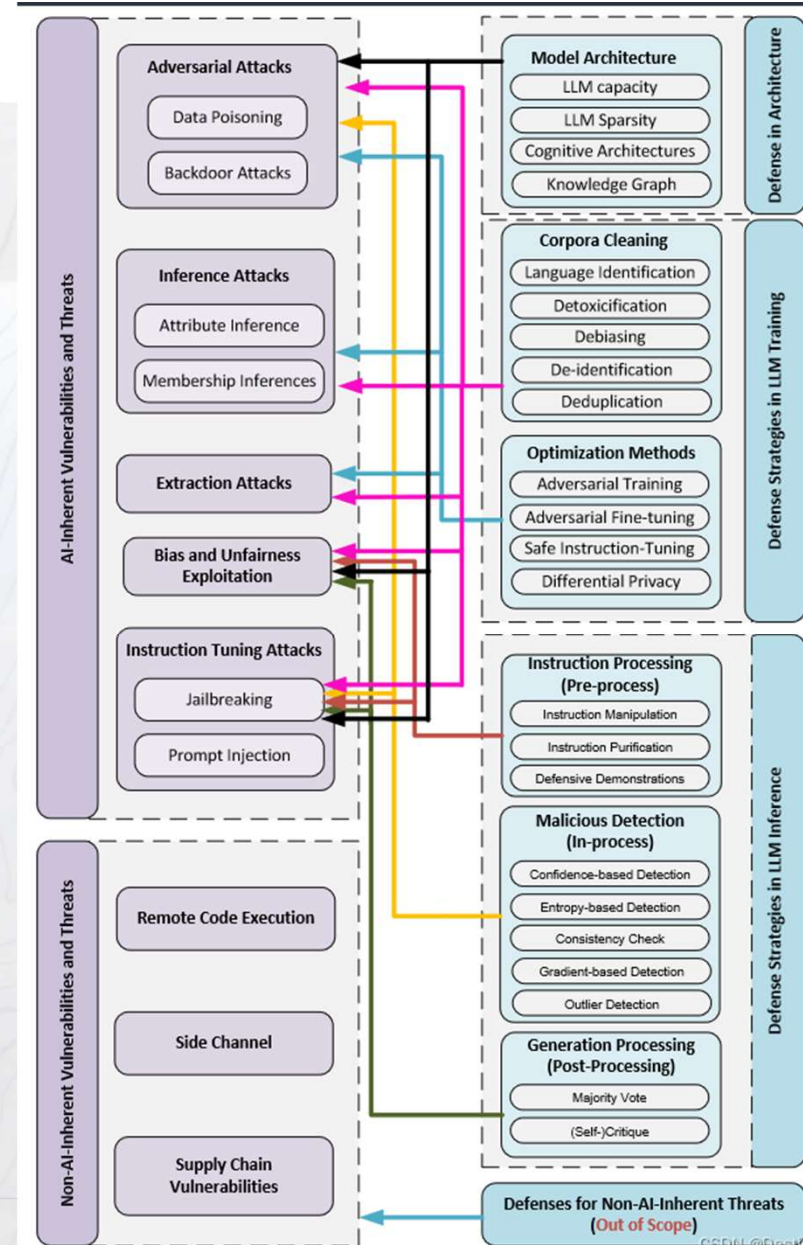 AI-Inherent Vulnerabilities and Threats
Adversarial Attacks
Data Poisoning
Backdoor Attacks
Inference Attacks
Attribute Inference
Membership Inferences
Extraction Attacks
Bias and Unfairness
Exploitation
Instruction Tuning Attacks
Jailbreaking
Prompt Injection
Non-AI-Inherent Vulnerabilities and Threats
Remote Code Execution
Side Channel
Supply Chain
Vulnerabilities
Model Architecture
LLM capacity
LLM Sparsity
Cognitive Architectures
Knowledge Graph
Defense in Architecture
Corpora Cleaning
Language Identification
Detoxicification
Debiasing
De-identification
Deduplication
Optimization Methods
Adversarial Training
Adversarial Fine-tuning
Safe Instruction-Tuning
Differential Privacy
Defense Strategies in LLM Training
Instruction Processing
(Pre-process)
Instruction Manipulation
Instruction Purification
Defensive Demonstrations
Malicious Detection
(In-process)
Confidence-based Detection
Entropy-based Detection
Consistency Check
Gradient-based Detection
Outlier Detection
Generation Processing
(Post-Processing)
Majority Vote
(Self-)Critique
Defense Strategies in LLM Inference
Defenses for Non-AI-Inherent Threats
(Out of Scope)